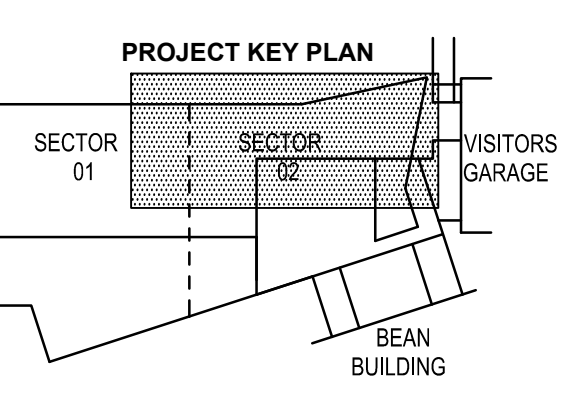 PROJECT KEY PLAN
SECTOR
01
SECTOR
02
VISITORS
GARAGE
BEAN
BUILDING